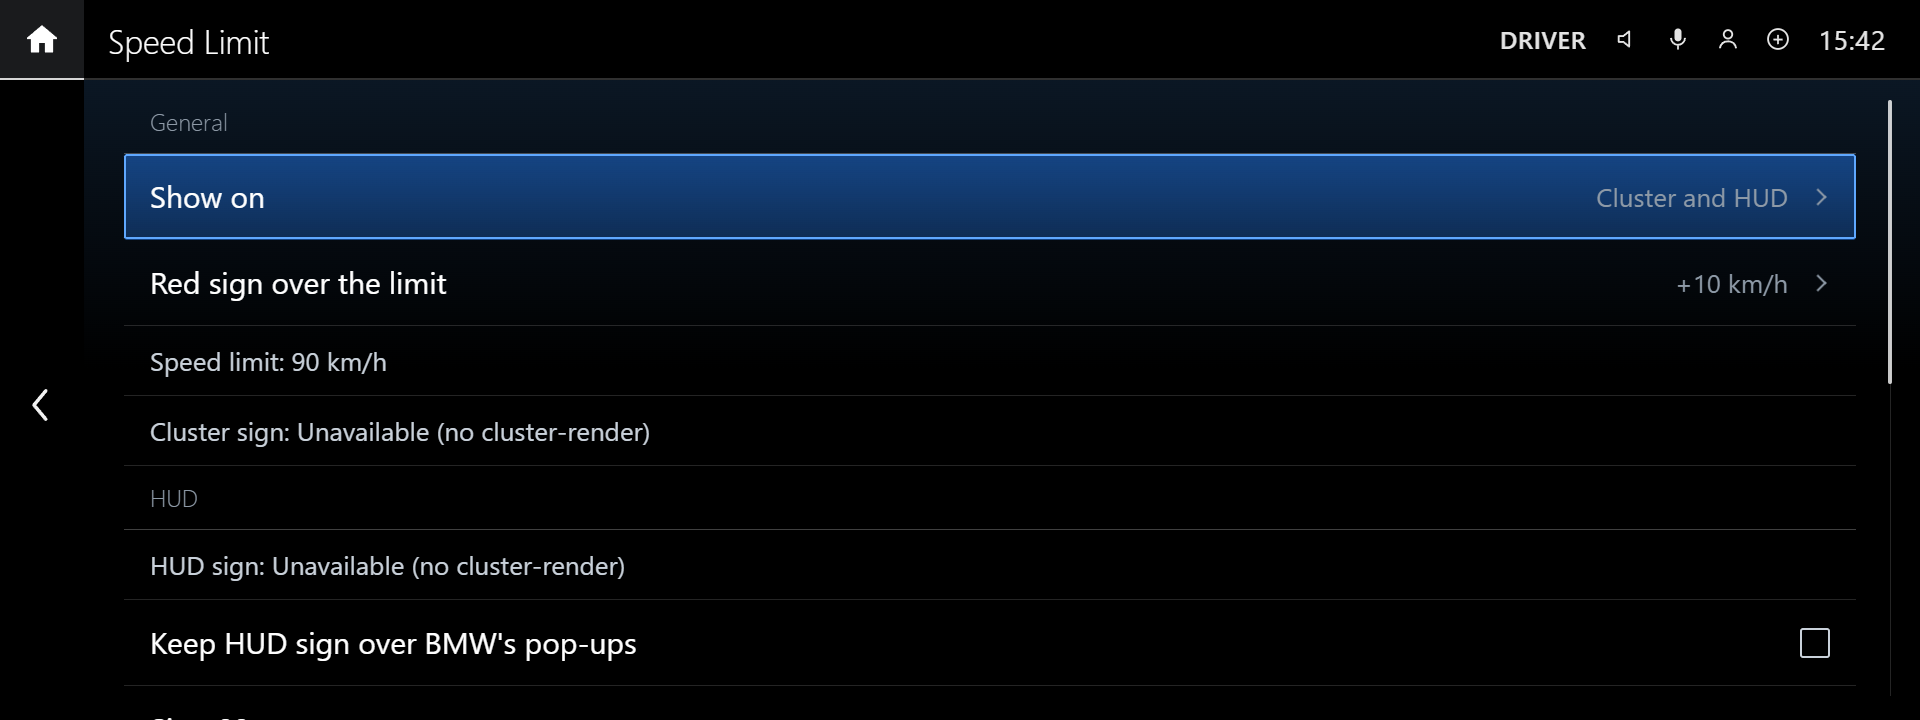 Speed Limit
DRIVER
15:42
General
Show on
Cluster and HUD
Red sign over the limit
+10 km/h
Speed limit: 90 km/h
Cluster sign: Unavailable (no cluster-render)
HUD
HUD sign: Unavailable (no cluster-render)
Keep HUD sign over BMW's pop-ups